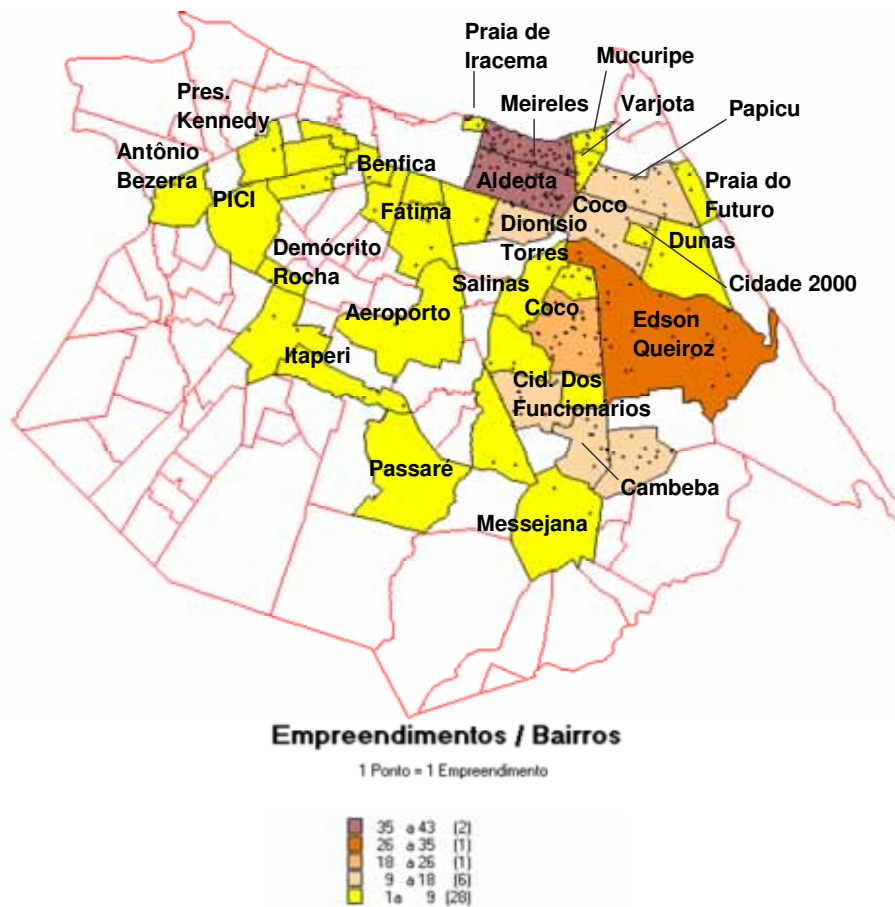 Praia de
Iracema
Mucuripe
Pres.
Kennedy
Meireles
Varjota
Papicu
Antônio
Bezerra
Benfica
PICI
Aldeota
Praia do
Futuro
Fátima
Coco
Dionísio
Torres
Dunas
Demócrito
Rocha
Salinas
Cidade 2000
Aeroporto
Coco
Edson
Queiroz
Itaperi
Cid. Dos
Funcionários
Passaré
Cambeba
Messejana
Empreendimentos / Bairros
1 Ponto = 1 Empreendimento
35 a 43 (2)
26 a 35 (1)
18 a 26 (1)
9 a 18 (6)
1 a 9 (28)